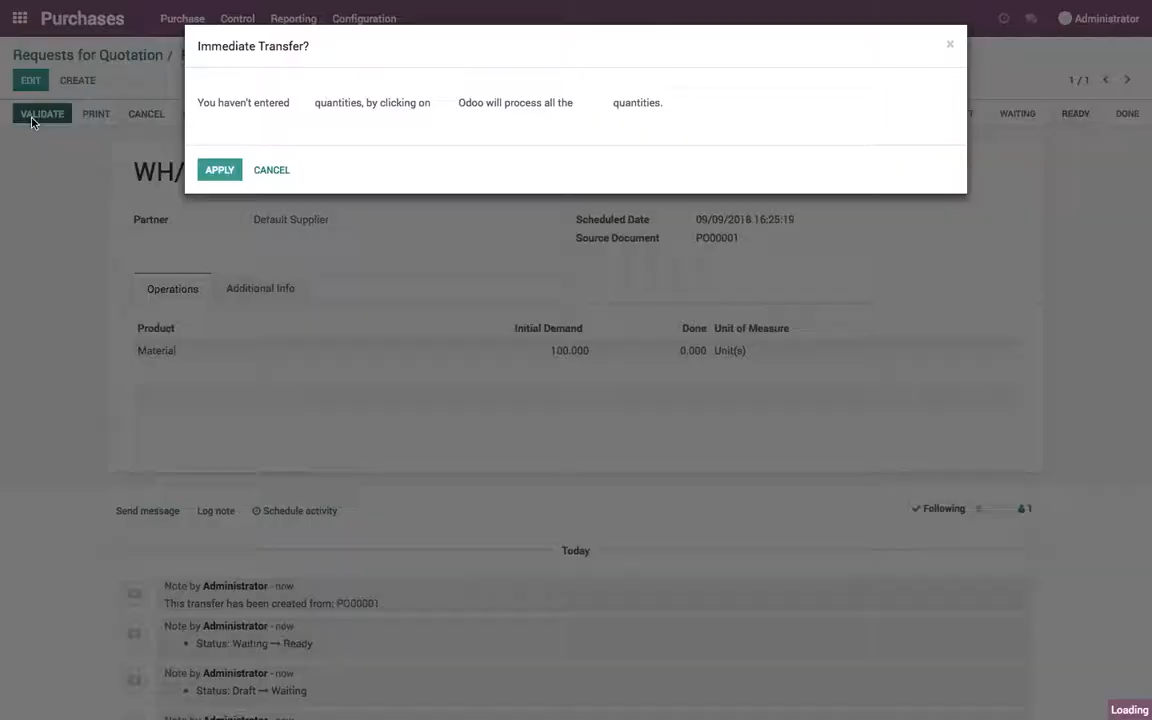 Purchases Purchase Control Reporting Configuration Administrator
Immediate Transfer? ×
Requests for Quotation /
EDIT CREATE 1 / 1
You haven't entered quantities, by clicking on Odoo will process all the quantities.
VALIDATE PRINT CANCEL WAITING READY DONE
APPLY CANCEL
WH/
Partner Default Supplier Scheduled Date 09/09/2018 16:25:19
Source Document PO00001
Operations Additional Info
Product Initial Demand Done Unit of Measure
Material 100.000 0.000 Unit(s)
Send message Log note Schedule activity Following 1
Today
Note by Administrator - now
This transfer has been created from: PO00001
Note by Administrator - now
• Status: Waiting → Ready
Note by Administrator - now
• Status: Draft → Waiting
Note by Administrator - now
Loading